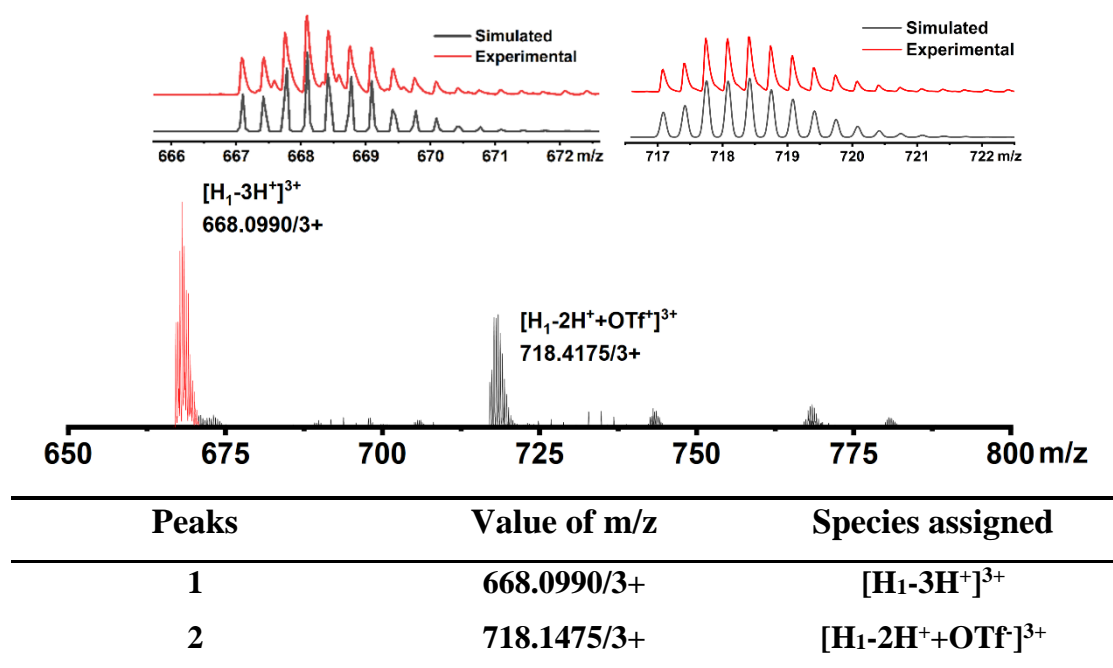 Simulated
Experimental
666 667 668 669 670 671 672 m/z
Simulated
Experimental
717 718 719 720 721 722 m/z
[H₁-3H⁺]³⁺
668.0990/3+
[H₁-2H⁺+OTf⁺]³⁺
718.4175/3+
650 675 700 725 750 775 800 m/z
Peaks Value of m/z Species assigned
1 668.0990/3+ [H₁-3H⁺]³⁺
2 718.1475/3+ [H₁-2H⁺+OTf⁻]³⁺